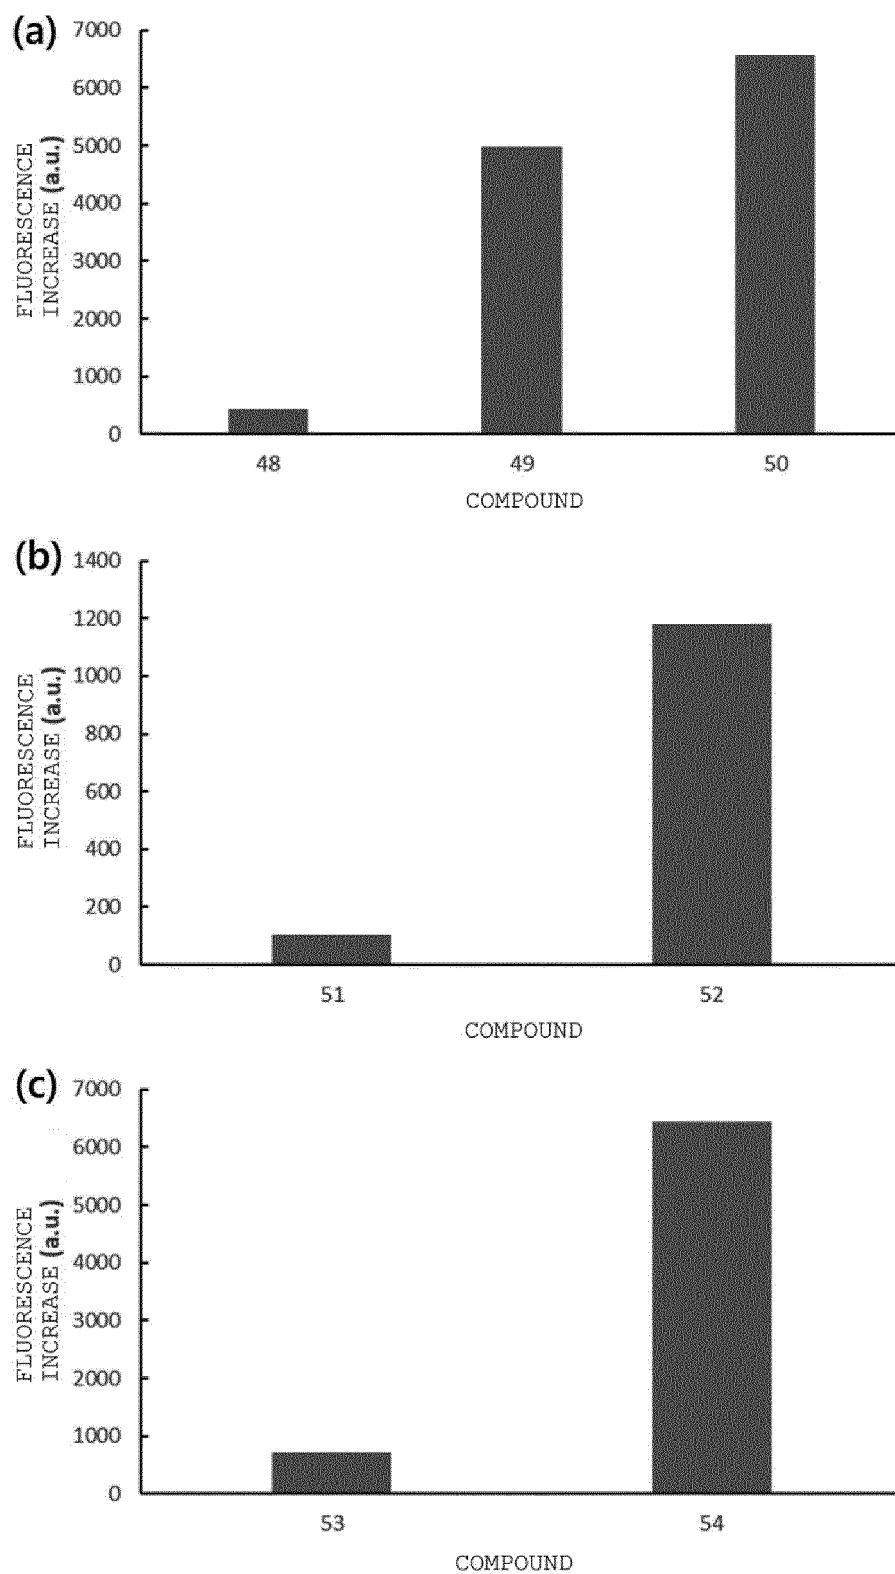 (a)
7000
6000
5000
4000
3000
2000
1000
0
FLUORESCENCE
INCREASE (a.u.)
48 49 50
COMPOUND
(b)
1400
1200
1000
800
600
400
200
0
FLUORESCENCE
INCREASE (a.u.)
51 52
COMPOUND
(c)
7000
6000
5000
4000
3000
2000
1000
0
FLUORESCENCE
INCREASE (a.u.)
53 54
COMPOUND